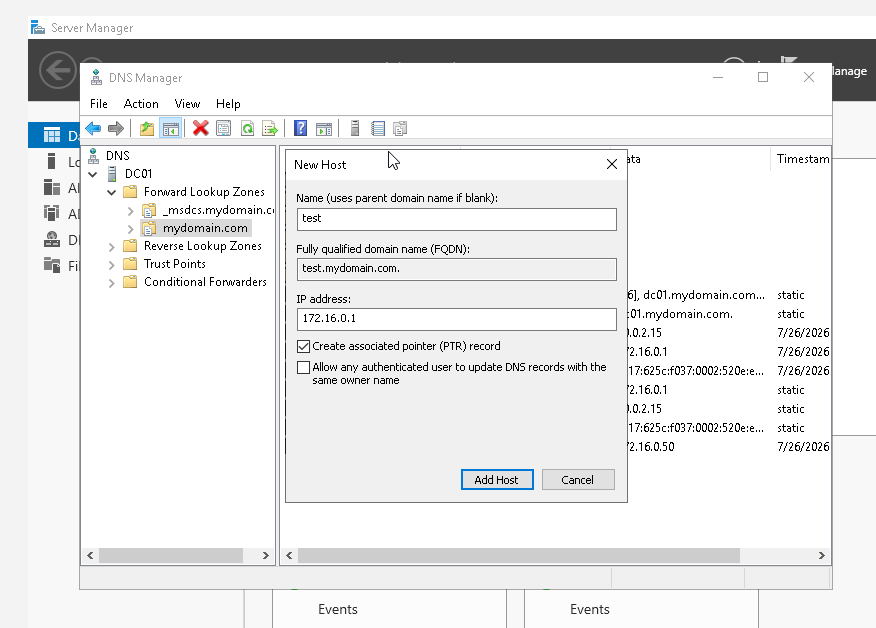 Server Manager
DNS Manager
File Action View Help
DNS
DC01
Forward Lookup Zones
_msdcs.mydomain.c
mydomain.com
Reverse Lookup Zones
Trust Points
Conditional Forwarders
New Host
Name (uses parent domain name if blank):
test
Fully qualified domain name (FQDN):
test.mydomain.com.
IP address:
172.16.0.1
Create associated pointer (PTR) record
Allow any authenticated user to update DNS records with the
same owner name
Add Host Cancel
ata Timestam
6], dc01.mydomain.com... static
:01.mydomain.com. static
.0.2.15 7/26/2026
72.16.0.1 7/26/2026
17:625c:f037:0002:520e:e... 7/26/2026
72.16.0.1 static
.0.2.15 static
17:625c:f037:0002:520e:e... static
72.16.0.50 7/26/2026
anage
Events
Events